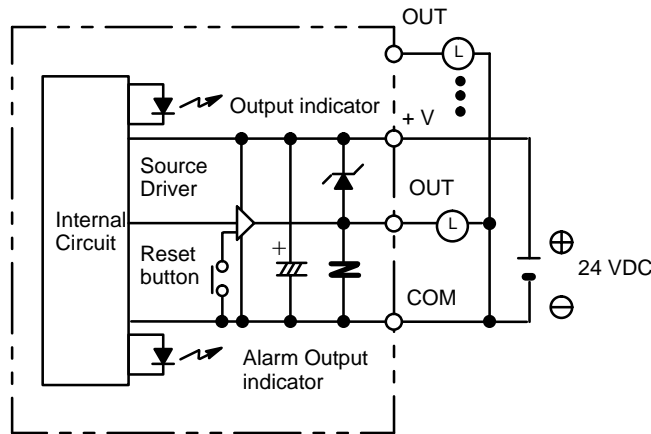 OUT
L
Output indicator
+ V
Source
Driver
OUT
Internal
Circuit
L
Reset
button
+
24 VDC
COM
Alarm Output
indicator